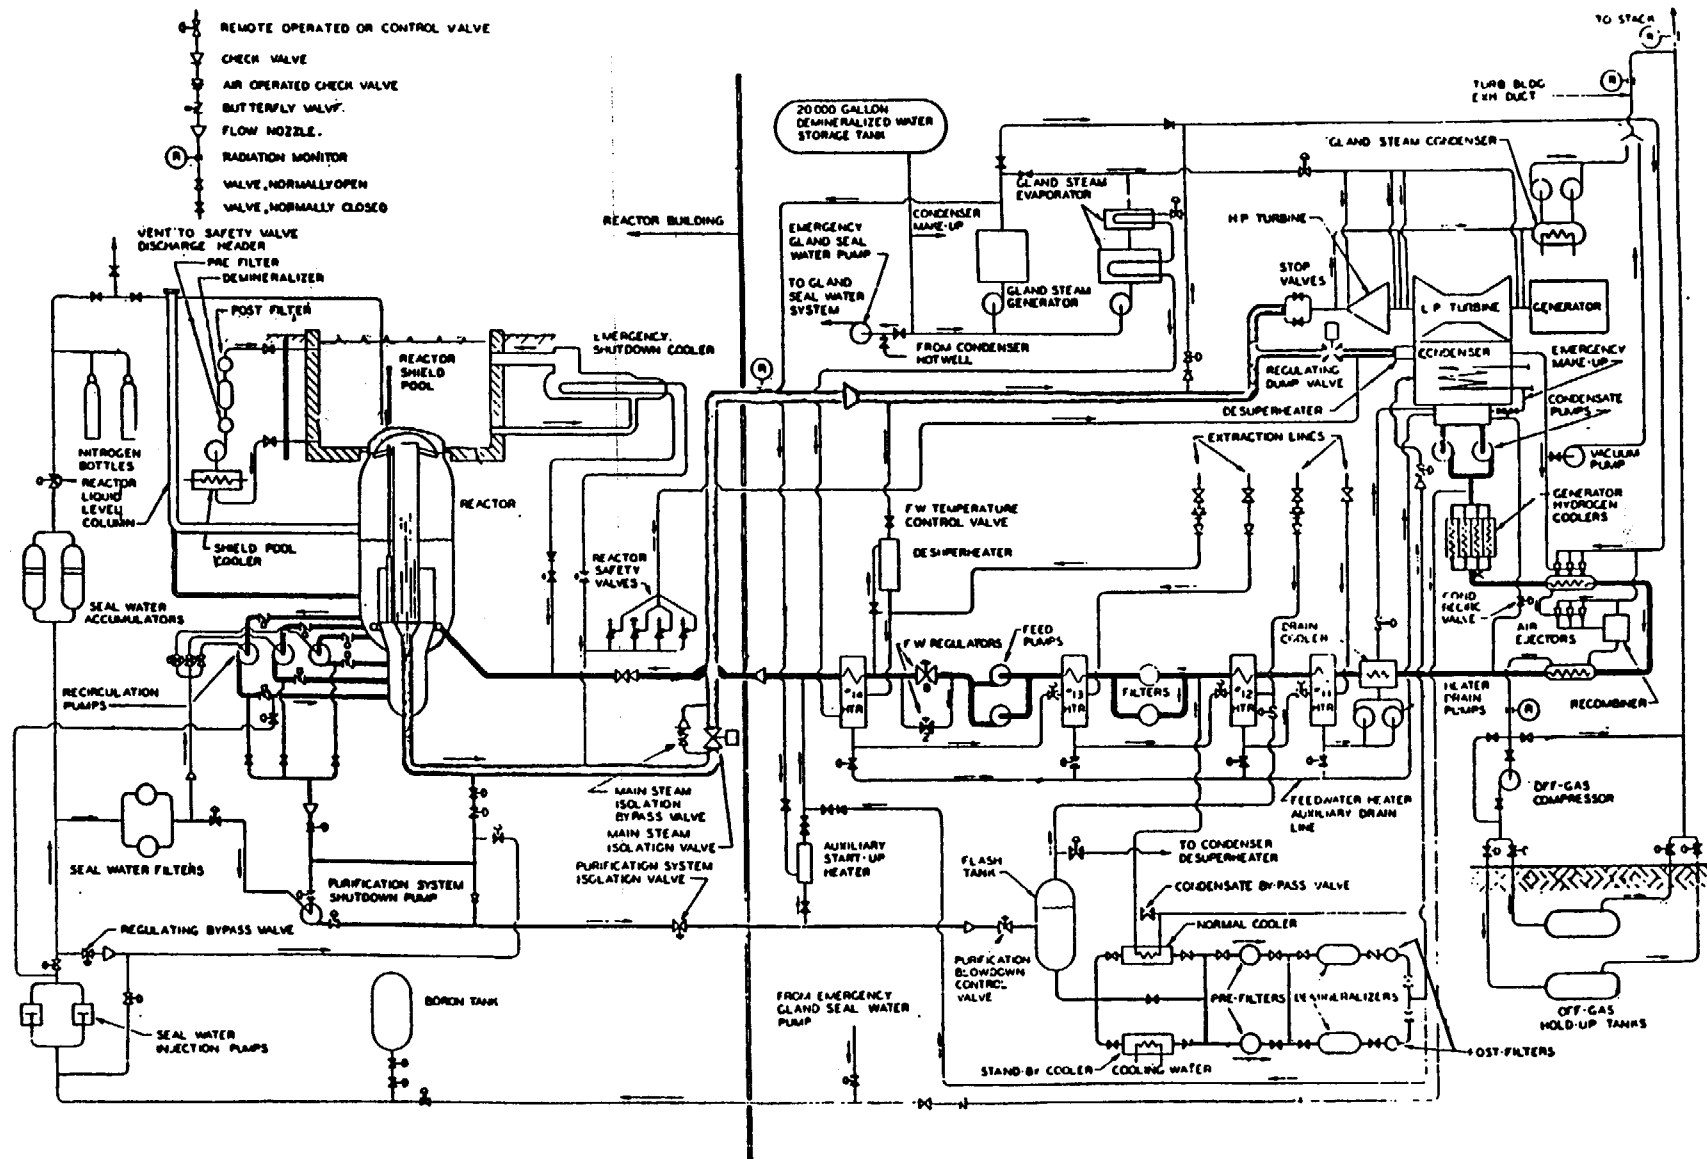 REMOTE OPERATED OR CONTROL VALVE
CHECK VALVE
AIR OPERATED CHECK VALVE
BUTTERFLY VALVE.
FLOW NOZZLE.
R
RADIATION MONITOR
VALVE, NORMALLY OPEN
VALVE, NORMALLY CLOSED
VENT TO SAFETY VALVE
DISCHARGE HEADER
PRE FILTER
DEMINERALIZER
POST FILTER
REACTOR
SHIELD
POOL
EMERGENCY.
SHUTDOWN COOLER
NITROGEN
BOTTLES
REACTOR
LIQUID
LEVEL
COLUMN
SHIELD POOL
COOLER
REACTOR
REACTOR
SAFETY
VALVES
SEAL WATER
ACCUMULATORS
RECIRCULATION
PUMPS
SEAL WATER FILTERS
PURIFICATION SYSTEM
SHUTDOWN PUMP
REGULATING BYPASS VALVE
SEAL WATER
INJECTION PUMPS
BORON TANK
MAIN STEAM
ISOLATION
BYPASS VALVE
MAIN STEAM
ISOLATION VALVE
PURIFICATION SYSTEM
ISOLATION VALVE
REACTOR BUILDING
R
20 000 GALLON
DEMINERALIZED WATER
STORAGE TANK
EMERGENCY
GLAND SEAL
WATER PUMP
TO GLAND
SEAL WATER
SYSTEM
CONDENSER
MAKE-UP
GLAND STEAM
EVAPORATOR
GLAND STEAM
GENERATOR
FROM CONDENSER
HOTWELL
TO STACK
R
R
TURB BLDG
EXH DUCT
GLAND STEAM CONDENSER
H P TURBINE
STOP
VALVES
L P TURBINE
GENERATOR
CONDENSER
REGULATING
DUMP VALVE
DESUPERHEATER
EMERGENCY
MAKE-UP
CONDENSATE
PUMPS
VACUUM
PUMP
GENERATOR
HYDROGEN
COOLERS
EXTRACTION LINES
F W TEMPERATURE
CONTROL VALVE
DESUPERHEATER
F W REGULATORS
FEED
PUMPS
DRAIN
COOLER
COND
RECIRC
VALVE
AIR
EJECTORS
#14
HTR
#13
HTR
FILTERS
#12
HTR
#11
HTR
HEATER
DRAIN
PUMPS
RECOMBINER
R
OFF-GAS
COMPRESSOR
FEEDWATER HEATER
AUXILIARY DRAIN
LINE
AUXILIARY
START-UP
HEATER
FLASH
TANK
TO CONDENSER
DESUPERHEATER
CONDENSATE BY-PASS VALVE
NORMAL COOLER
PURIFICATION
BLOWDOWN
CONTROL
VALVE
PRE-FILTERS
DEMINERALIZERS
POST-FILTERS
STAND-BY COOLER
COOLING WATER
FROM EMERGENCY
GLAND SEAL WATER
PUMP
OFF-GAS
HOLD-UP TANKS